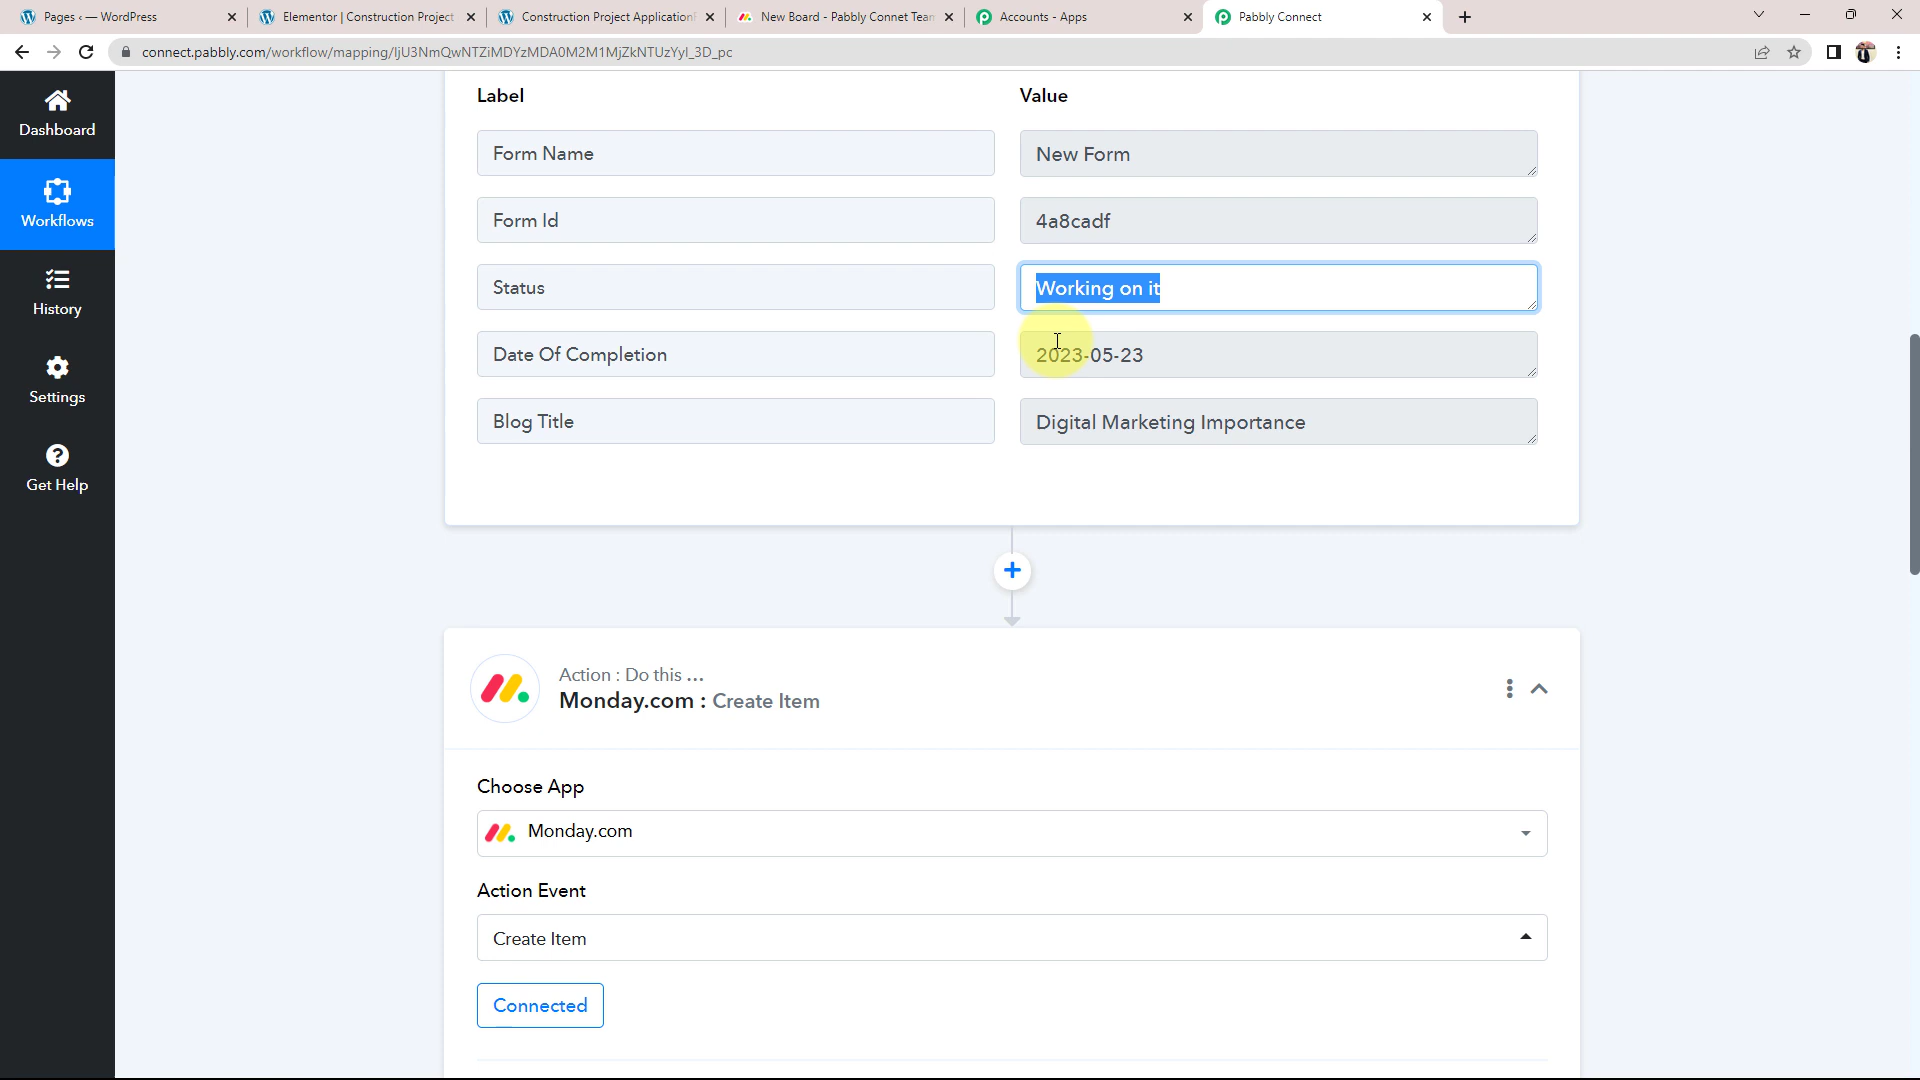 Pages ‹ — WordPress
Elementor | Construction Project
Construction Project Application
New Board - Pabbly Connet Tean
Accounts - Apps
Pabbly Connect
connect.pabbly.com/workflow/mapping/
Dashboard
Workflows
History
Settings
Get Help
Label Value
Form Name New Form
Form Id 4a8cadf
Status Working on it
Date Of Completion 2023-05-23
Blog Title Digital Marketing Importance
Action : Do this ...
Monday.com : Create Item
Choose App
Monday.com
Action Event
Create Item
Connected